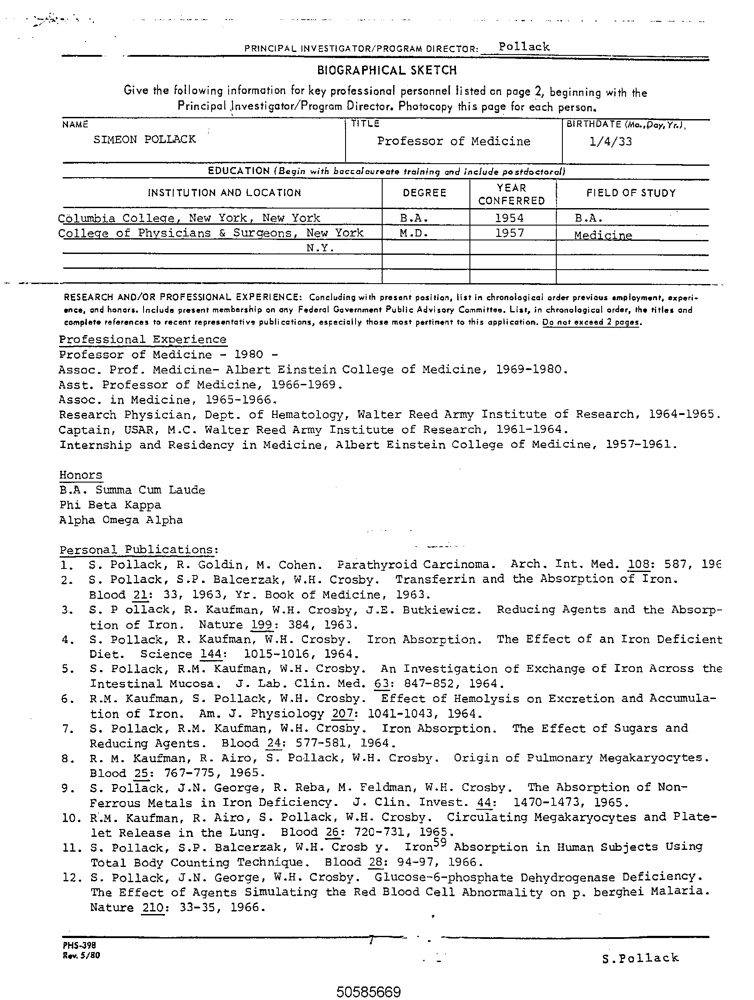 PRINCIPAL INVESTIGATOR/PROGRAM DIRECTOR: Pollack
BIOGRAPHICAL SKETCH
Give the following information for key professional personnel listed on page 2, beginning with the
Principal Investigator/Program Director. Photocopy this page for each person.
NAME TITLE BIRTHDATE (Mo., Day, Yr.)
SIMEON POLLACK Professor of Medicine 1/4/33
EDUCATION (Begin with baccalaureate training and include postdoctoral)
INSTITUTION AND LOCATION DEGREE YEAR CONFERRED FIELD OF STUDY
Columbia College, New York, New York B.A. 1954 B.A.
College of Physicians & Surgeons, New York M.D. 1957 Medicine
N.Y.
RESEARCH AND/OR PROFESSIONAL EXPERIENCE: Concluding with present position, list in chronological order previous employment, experi-
ence, and honors. Include present membership on any Federal Government Public Advisory Committee. List, in chronological order, the titles and
complete references to recent representative publications, especially those most pertinent to this application. Do not exceed 2 pages.
Professional Experience
Professor of Medicine - 1980 -
Assoc. Prof. Medicine- Albert Einstein College of Medicine, 1969-1980.
Asst. Professor of Medicine, 1966-1969.
Assoc. in Medicine, 1965-1966.
Research Physician, Dept. of Hematology, Walter Reed Army Institute of Research, 1964-1965.
Captain, USAR, M.C. Walter Reed Army Institute of Research, 1961-1964.
Internship and Residency in Medicine, Albert Einstein College of Medicine, 1957-1961.
Honors
B.A. Summa Cum Laude
Phi Beta Kappa
Alpha Omega Alpha
Personal Publications:
1. S. Pollack, R. Goldin, M. Cohen. Parathyroid Carcinoma. Arch. Int. Med. 108: 587,
2. S. Pollack, S.P. Balcerzak, W.H. Crosby. Transferrin and the Absorption of Iron.
Blood 21: 33, 1963, Yr. Book of Medicine, 1963.
3. S. P ollack, R. Kaufman, W.H. Crosby, J.E. Butkiewicz. Reducing Agents and the Absorp-
tion of Iron. Nature 199: 384, 1963.
4. S. Pollack, R. Kaufman, W.H. Crosby. Iron Absorption. The Effect of an Iron Deficient
Diet. Science 144: 1015-1016, 1964.
5. S. Pollack, R.M. Kaufman, W.H. Crosby. An Investigation of Exchange of Iron Across the
Intestinal Mucosa. J. Lab. Clin. Med. 63: 847-852, 1964.
6. R.M. Kaufman, S. Pollack, W.H. Crosby. Effect of Hemolysis on Excretion and Accumula-
tion of Iron. Am. J. Physiology 207: 1041-1043, 1964.
7. S. Pollack, R.M. Kaufman, W.H. Crosby. Iron Absorption. The Effect of Sugars and
Reducing Agents. Blood 24: 577-581, 1964.
8. R. M. Kaufman, R. Airo, S. Pollack, W.H. Crosby. Origin of Pulmonary Megakaryocytes.
Blood 25: 767-775, 1965.
9. S. Pollack, J.N. George, R. Reba, M. Feldman, W.H. Crosby. The Absorption of Non-
Ferrous Metals in Iron Deficiency. J. Clin. Invest. 44: 1470-1473, 1965.
10. R.M. Kaufman, R. Airo, S. Pollack, W.H. Crosby. Circulating Megakaryocytes and Plate-
let Release in the Lung. Blood 26: 720-731, 1965.
11. S. Pollack, S.P. Balcerzak, W.H. Crosb y. Iron59 Absorption in Human Subjects Using
Total Body Counting Technique. Blood 28: 94-97, 1966.
12. S. Pollack, J.N. George, W.H. Crosby. Glucose-6-phosphate Dehydrogenase Deficiency.
The Effect of Agents Simulating the Red Blood Cell Abnormality on p. berghei Malaria.
Nature 210: 33-35, 1966.
PHS-398
Rev. 5/80
7
S.Pollack
50585669